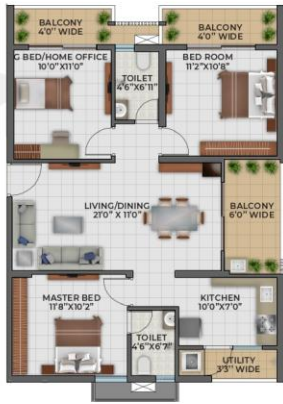 BALCONY
4'0" WIDE
BALCONY
4'0" WIDE
G BED/HOME OFFICE
10'0"X11'0"
TOILET
4'6"X6'11"
BED ROOM
11'2"X10'8"
LIVING/DINING
21'0" X 11'0"
BALCONY
6'0" WIDE
MASTER BED
11'8"X10'2"
KITCHEN
10'0"X7'0"
TOILET
4'6"X6'7"
UTILITY
3'3" WIDE